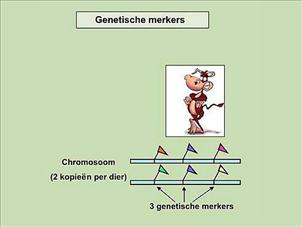 Genetische merkers
Chromosoom
(2 kopieën per dier)
3 genetische merkers